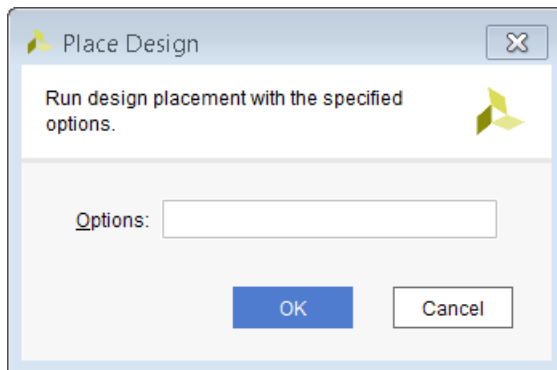 Place Design
Run design placement with the specified
options.
Options:
OK
Cancel